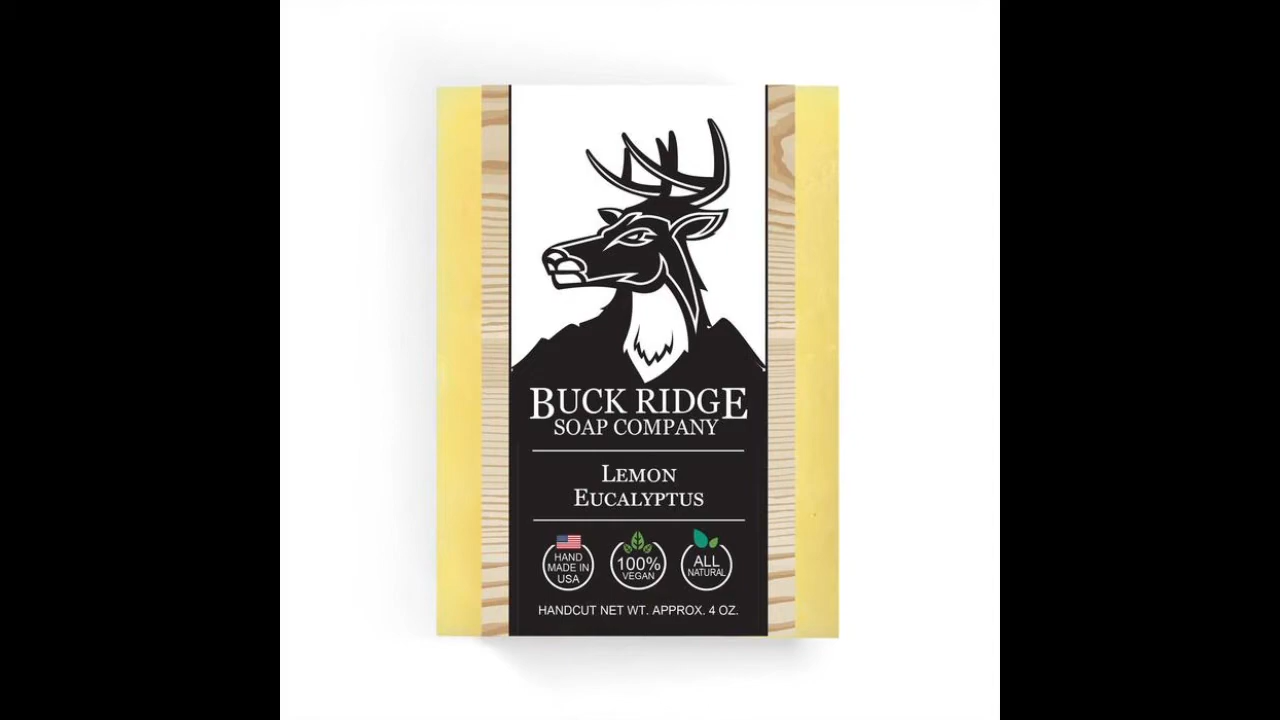 BUCK RIDGE
SOAP COMPANY
LEMON
EUCALYPTUS
HAND
MADE IN
USA
100%
VEGAN
ALL
NATURAL
HANDCUT NET WT. APPROX. 4 OZ.